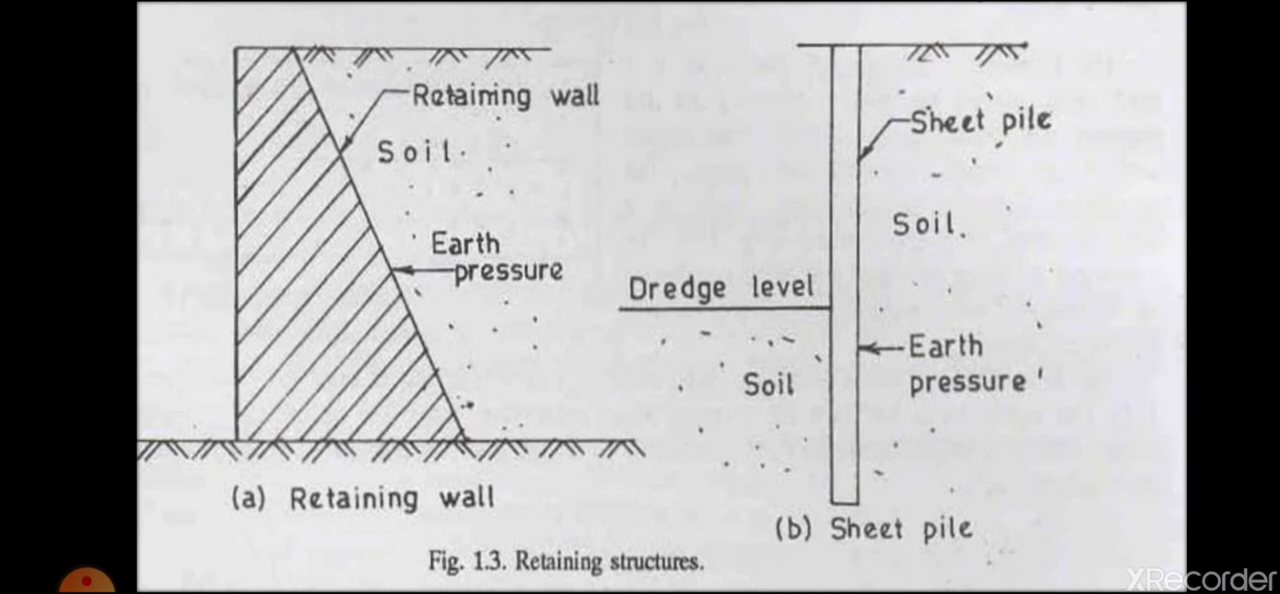 Retaining wall
Soil
Earth
pressure
(a) Retaining wall
Sheet pile
Soil.
Dredge level
Earth
pressure
Soil
(b) Sheet pile
Fig. 1.3. Retaining structures.
XRecorder